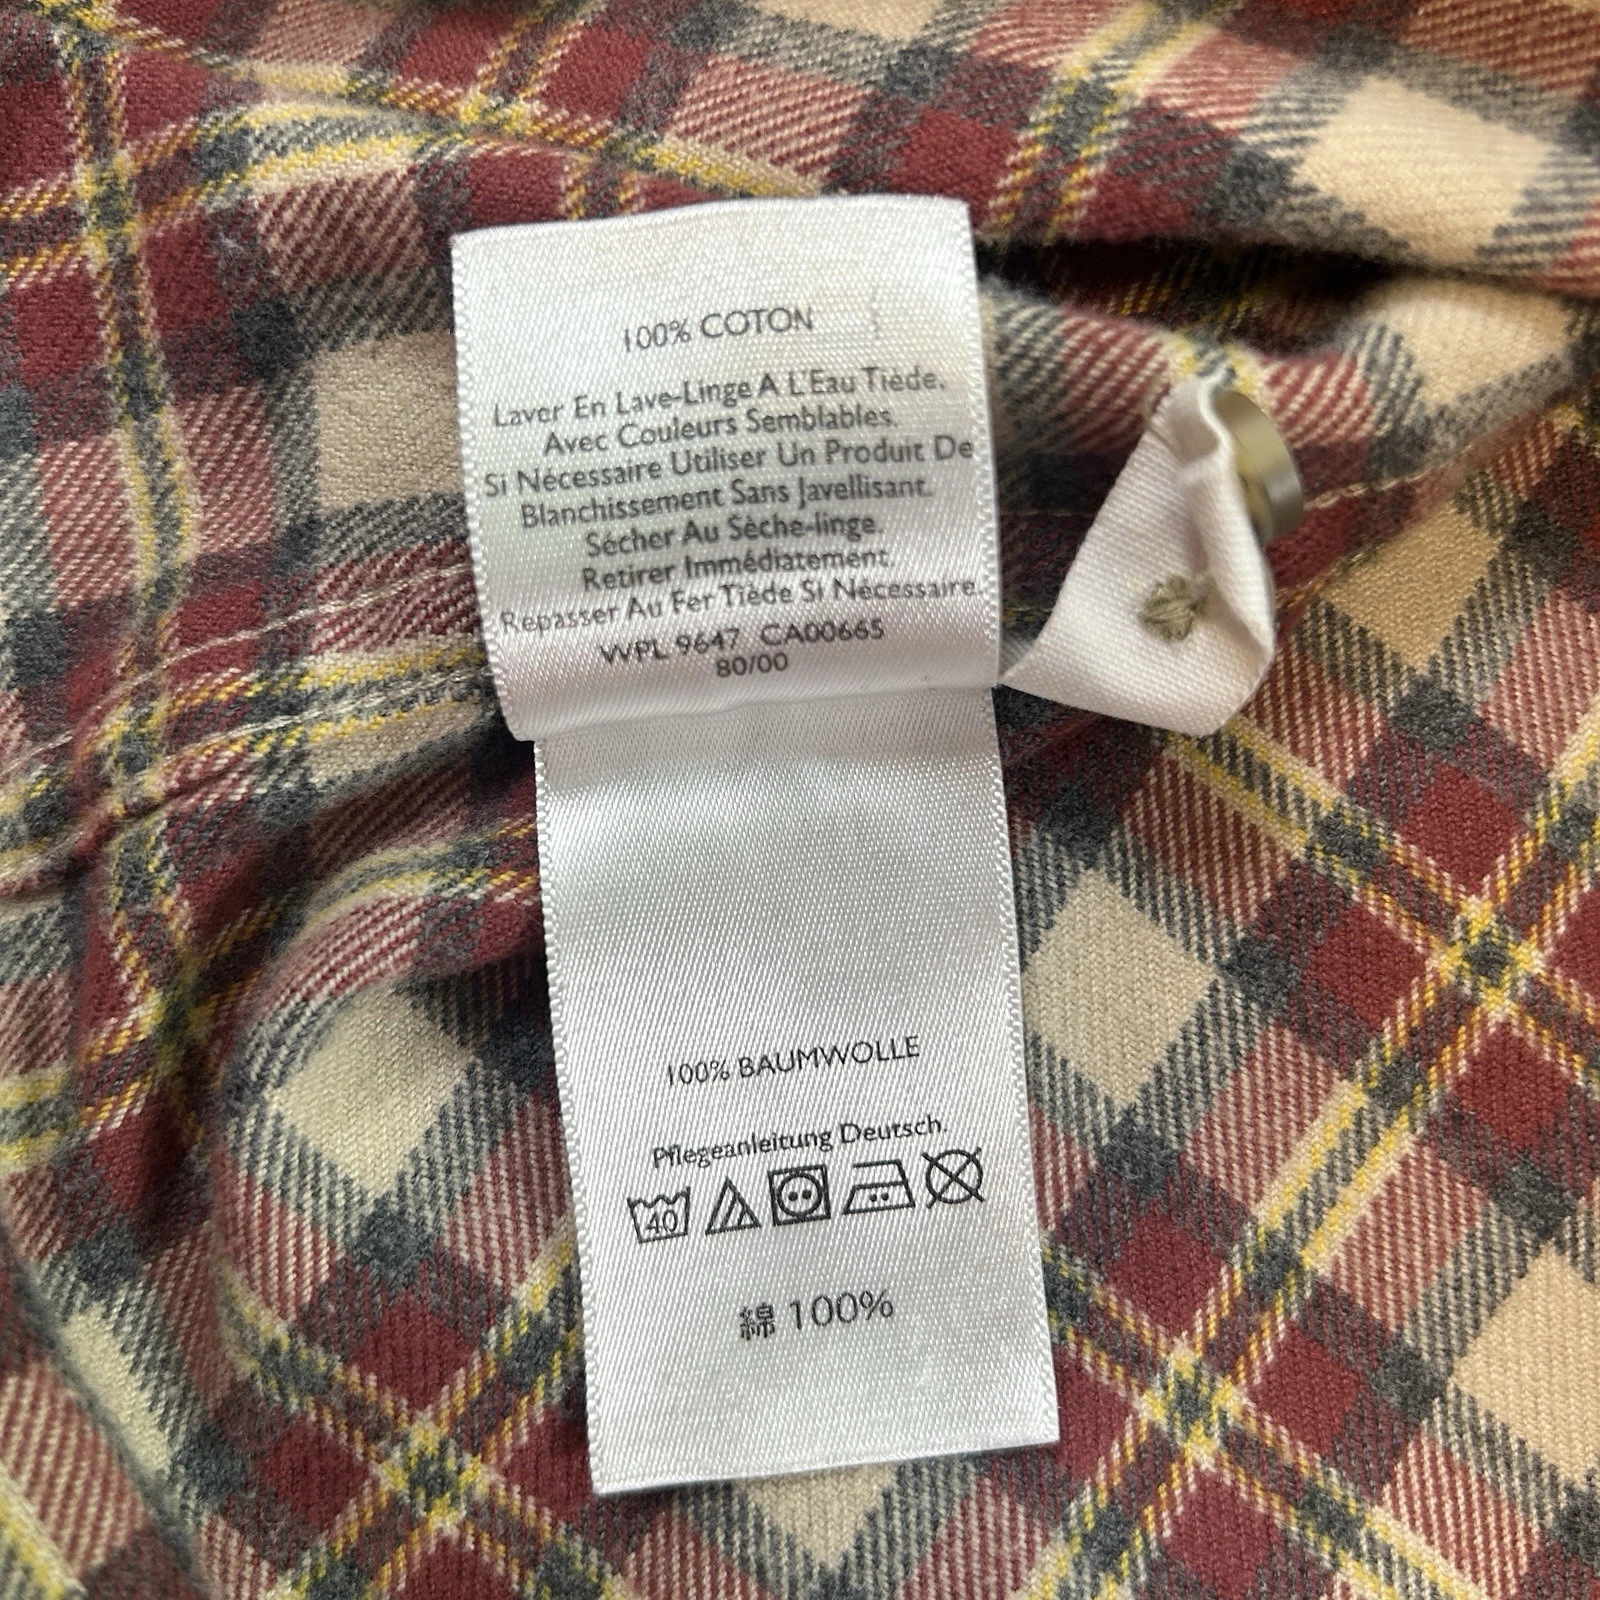 100% COTON
Laver En Lave-Linge A L'Eau Tiède.
Avec Couleurs Semblables.
Si Nécessaire Utiliser Un Produit De
Blanchissement Sans Javellisant.
Sécher Au Sèche-linge.
Retirer Immédiatement.
Repasser Au Fer Tiède Si Nécessaire.
WPL 9647 CA00665
80/00
100% BAUMWOLLE
Pflegeanleitung Deutsch.
40
綿 100%